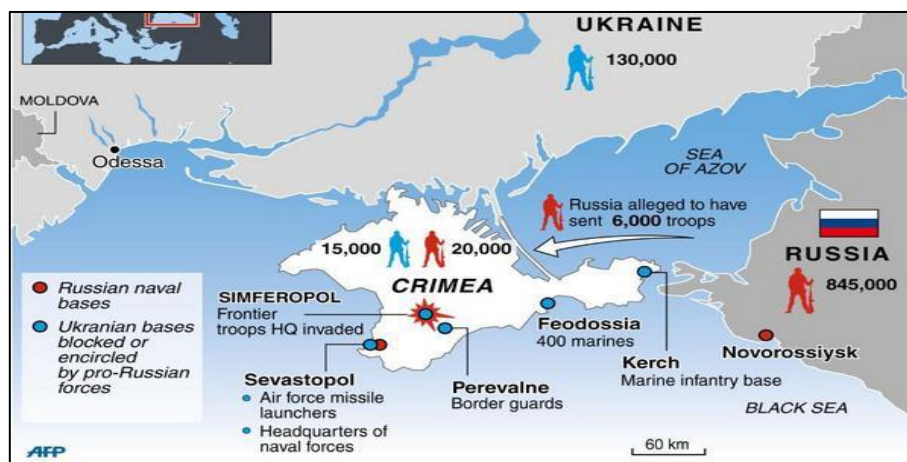 UKRAINE
130,000
MOLDOVA
Odessa
SEA
OF AZOV
Russia alleged to have
sent 6,000 troops
RUSSIA
845,000
15,000
20,000
CRIMEA
Russian naval
bases
Ukranian bases
blocked or
encircled
by pro-Russian
forces
SIMFEROPOL
Frontier
troops HQ invaded
Sevastopol
Air force missile
launchers
Headquarters of
naval forces
Perevalne
Border guards
Feodossia
400 marines
Kerch
Marine infantry base
Novorossiysk
BLACK SEA
60 km
AFP